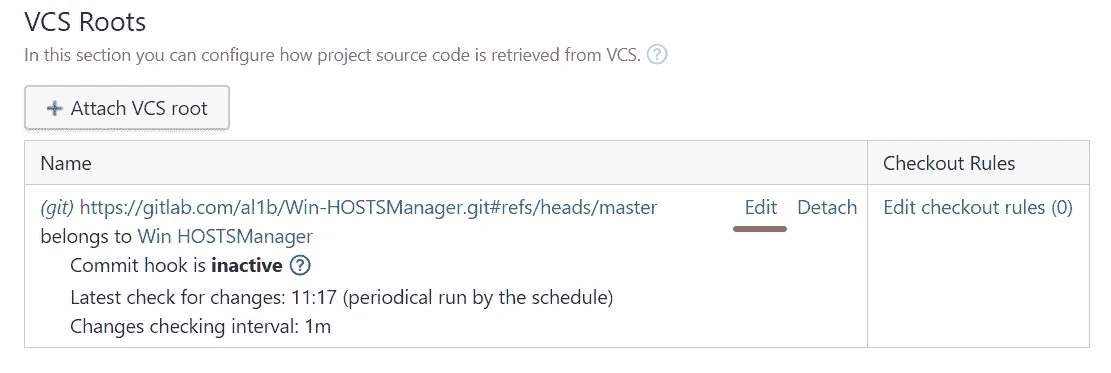 VCS Roots
In this section you can configure how project source code is retrieved from VCS. ?
+ Attach VCS root
Name Checkout Rules
(git) https://gitlab.com/al1b/Win-HOSTSManager.git#refs/heads/master Edit Detach Edit checkout rules (0)
belongs to Win HOSTSManager
Commit hook is inactive ?
Latest check for changes: 11:17 (periodical run by the schedule)
Changes checking interval: 1m